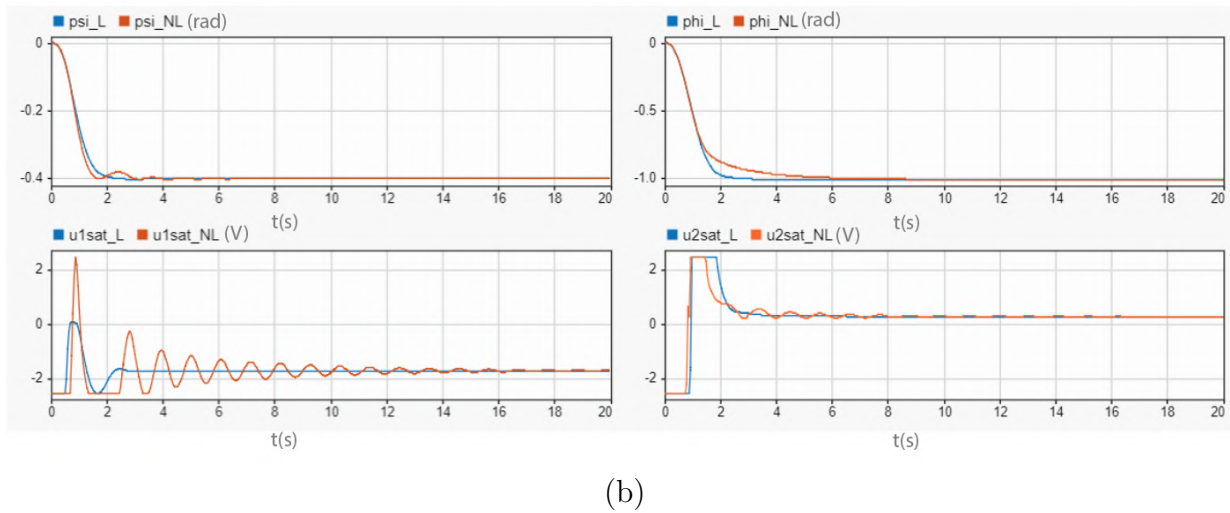 psi_L psi_NL (rad)
0
-0.2
-0.4
0 2 4 6 8 10 12 14 16 18 20
t(s)
phi_L phi_NL (rad)
0
-0.5
-1.0
0 2 4 6 8 10 12 14 16 18 20
t(s)
u1sat_L u1sat_NL (V)
2
0
-2
0 2 4 6 8 10 12 14 16 18 20
t(s)
u2sat_L u2sat_NL (V)
2
0
-2
0 2 4 6 8 10 12 14 16 18 20
t(s)
(b)